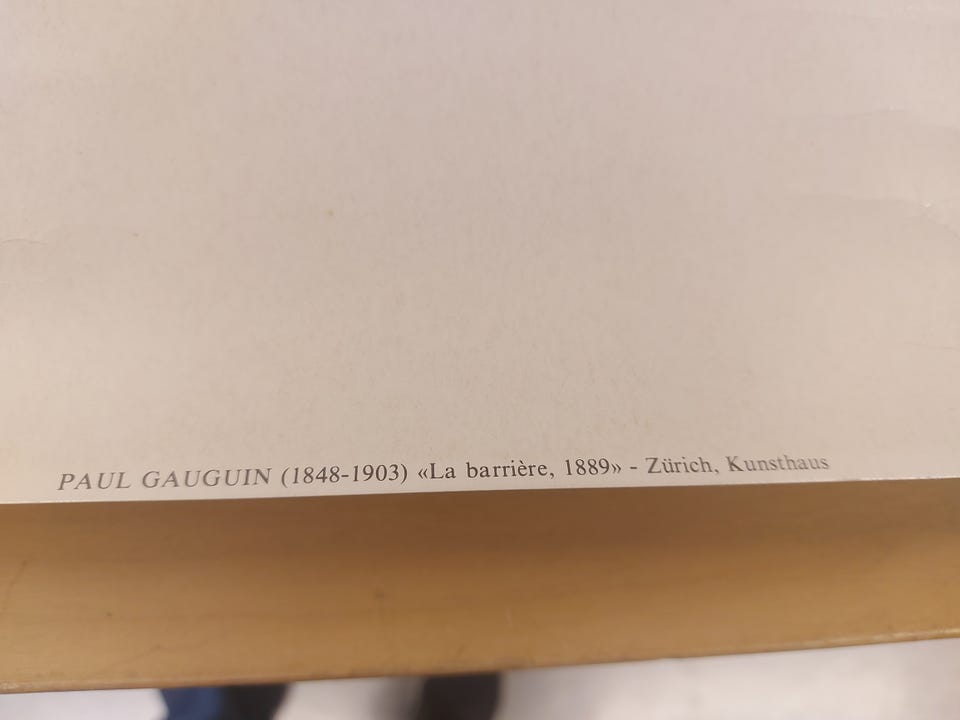 PAUL GAUGUIN (1848-1903) «La barrière, 1889» - Zürich, Kunsthaus